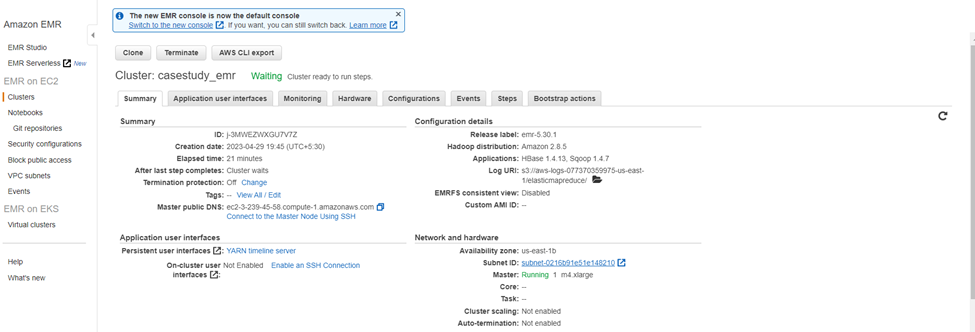 Amazon EMR
EMR Studio
EMR Serverless New
EMR on EC2
Clusters
Notebooks
Git repositories
Security configurations
Block public access
VPC subnets
Events
EMR on EKS
Virtual clusters
Help
What's new
The new EMR console is now the default console
Switch to the new console If you want, you can still switch back. Learn more
Clone Terminate AWS CLI export
Cluster: casestudy_emr Waiting Cluster ready to run steps.
Summary Application user interfaces Monitoring Hardware Configurations Events Steps Bootstrap actions
Summary
ID: j-3MWEZWXGU7V7Z
Creation date: 2023-04-29 19:45 (UTC+5:30)
Elapsed time: 21 minutes
After last step completes: Cluster waits
Termination protection: Off Change
Tags: -- View All / Edit
Master public DNS: ec2-3-239-45-58.compute-1.amazonaws.com
Connect to the Master Node Using SSH
Configuration details
Release label: emr-5.30.1
Hadoop distribution: Amazon 2.8.5
Applications: HBase 1.4.13, Sqoop 1.4.7
Log URI: s3://aws-logs-077370359975-us-east-
1/elasticmapreduce/
EMRFS consistent view: Disabled
Custom AMI ID: --
Application user interfaces
Persistent user interfaces : YARN timeline server
On-cluster user Not Enabled Enable an SSH Connection
interfaces :
Network and hardware
Availability zone: us-east-1b
Subnet ID: subnet-0216b91e51e148210
Master: Running 1 m4.xlarge
Core: --
Task: --
Cluster scaling: Not enabled
Auto-termination: Not enabled